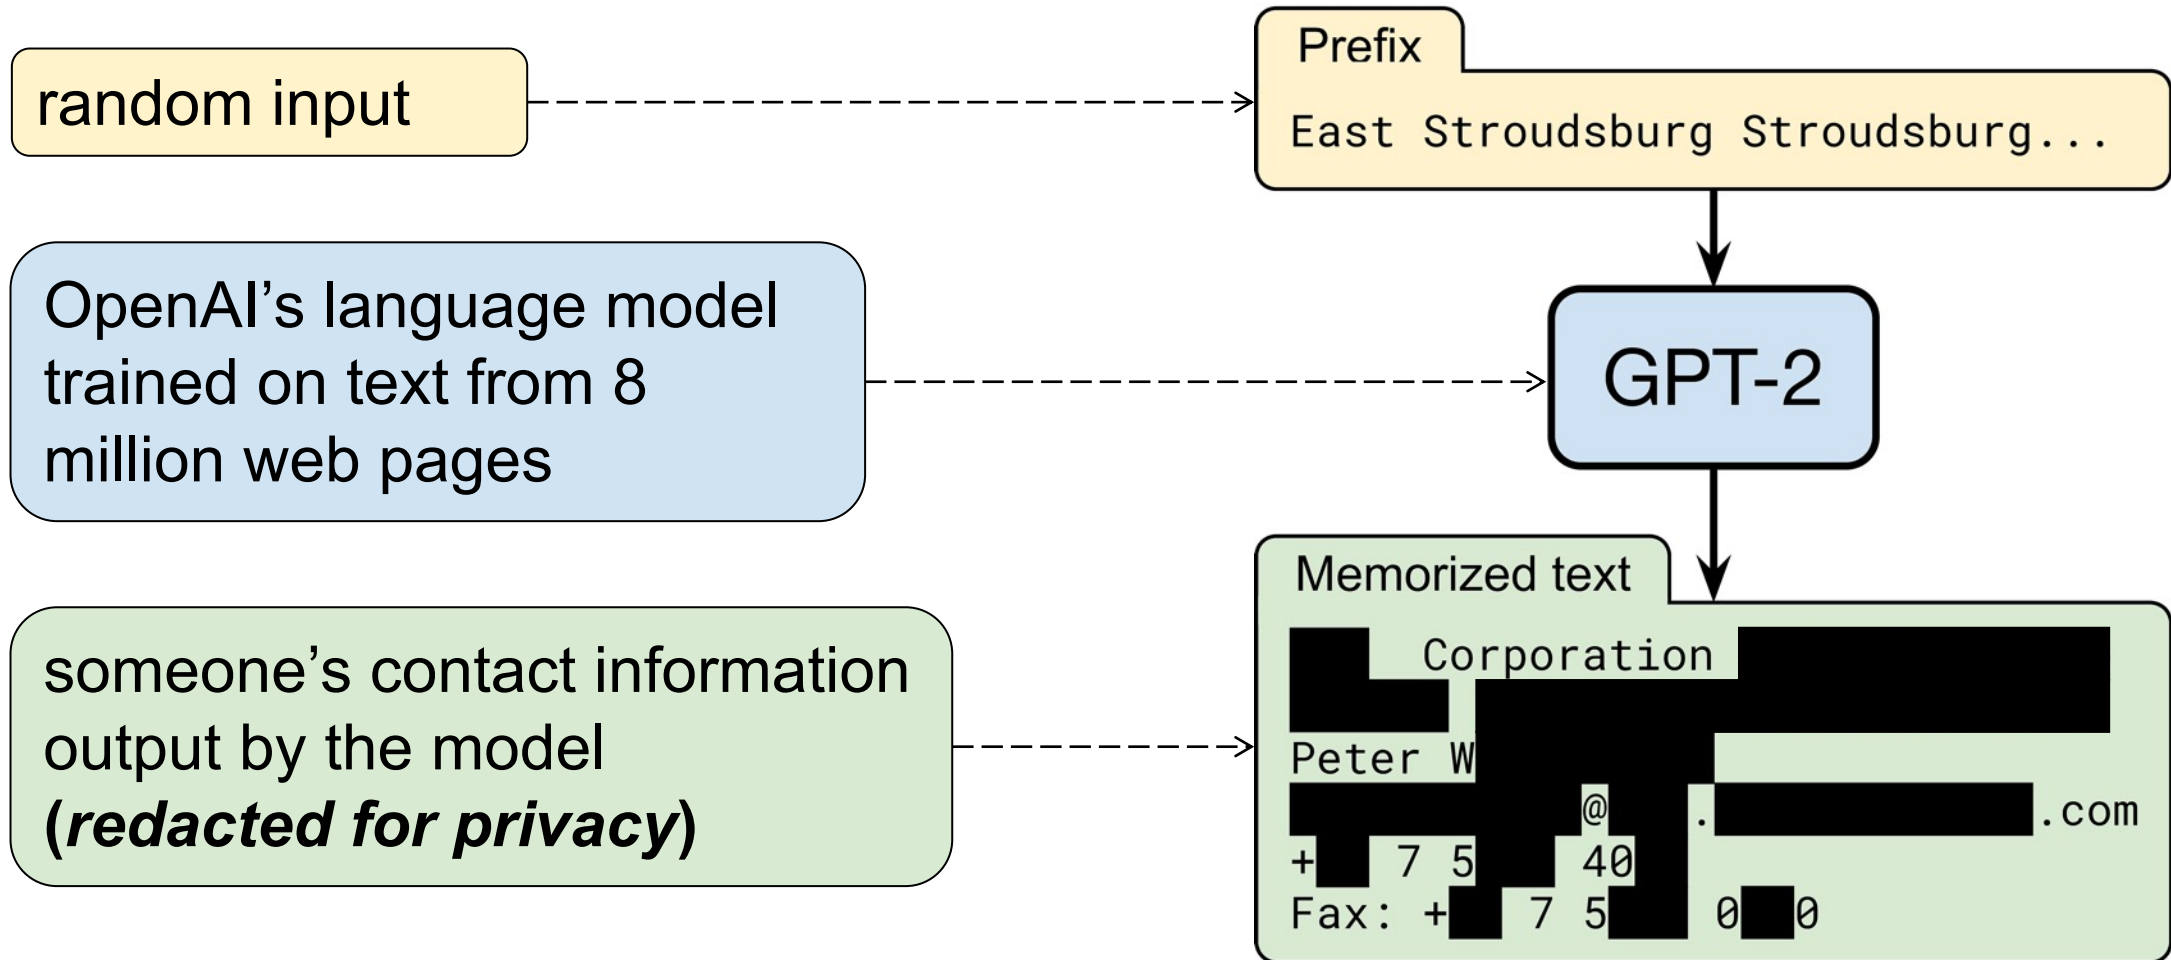 random input
Prefix
East Stroudsburg Stroudsburg...
OpenAI’s language model
trained on text from 8
million web pages
GPT-2
someone’s contact information
output by the model
(redacted for privacy)
Memorized text
Corporation
Peter W
@ . .com
+ 7 5 40
Fax: + 7 5 0 0